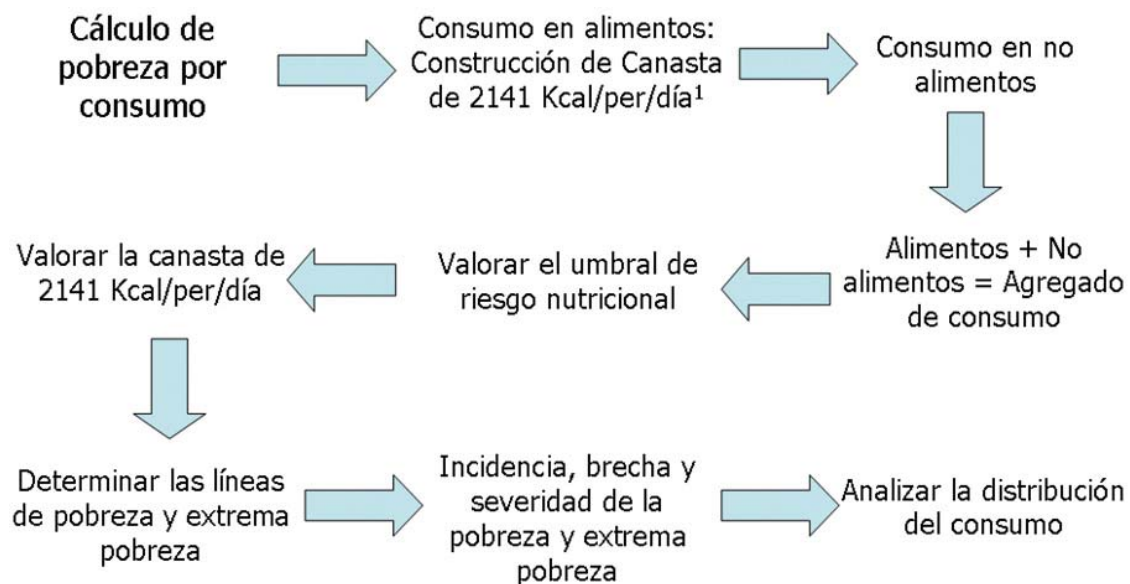 Cálculo de
pobreza por
consumo
Consumo en alimentos:
Construcción de Canasta
de 2141 Kcal/per/día¹
Consumo en no
alimentos
Alimentos + No
alimentos = Agregado
de consumo
Valorar el umbral de
riesgo nutricional
Valorar la canasta de
2141 Kcal/per/día
Determinar las líneas
de pobreza y extrema
pobreza
Incidencia, brecha y
severidad de la
pobreza y extrema
pobreza
Analizar la distribución
del consumo